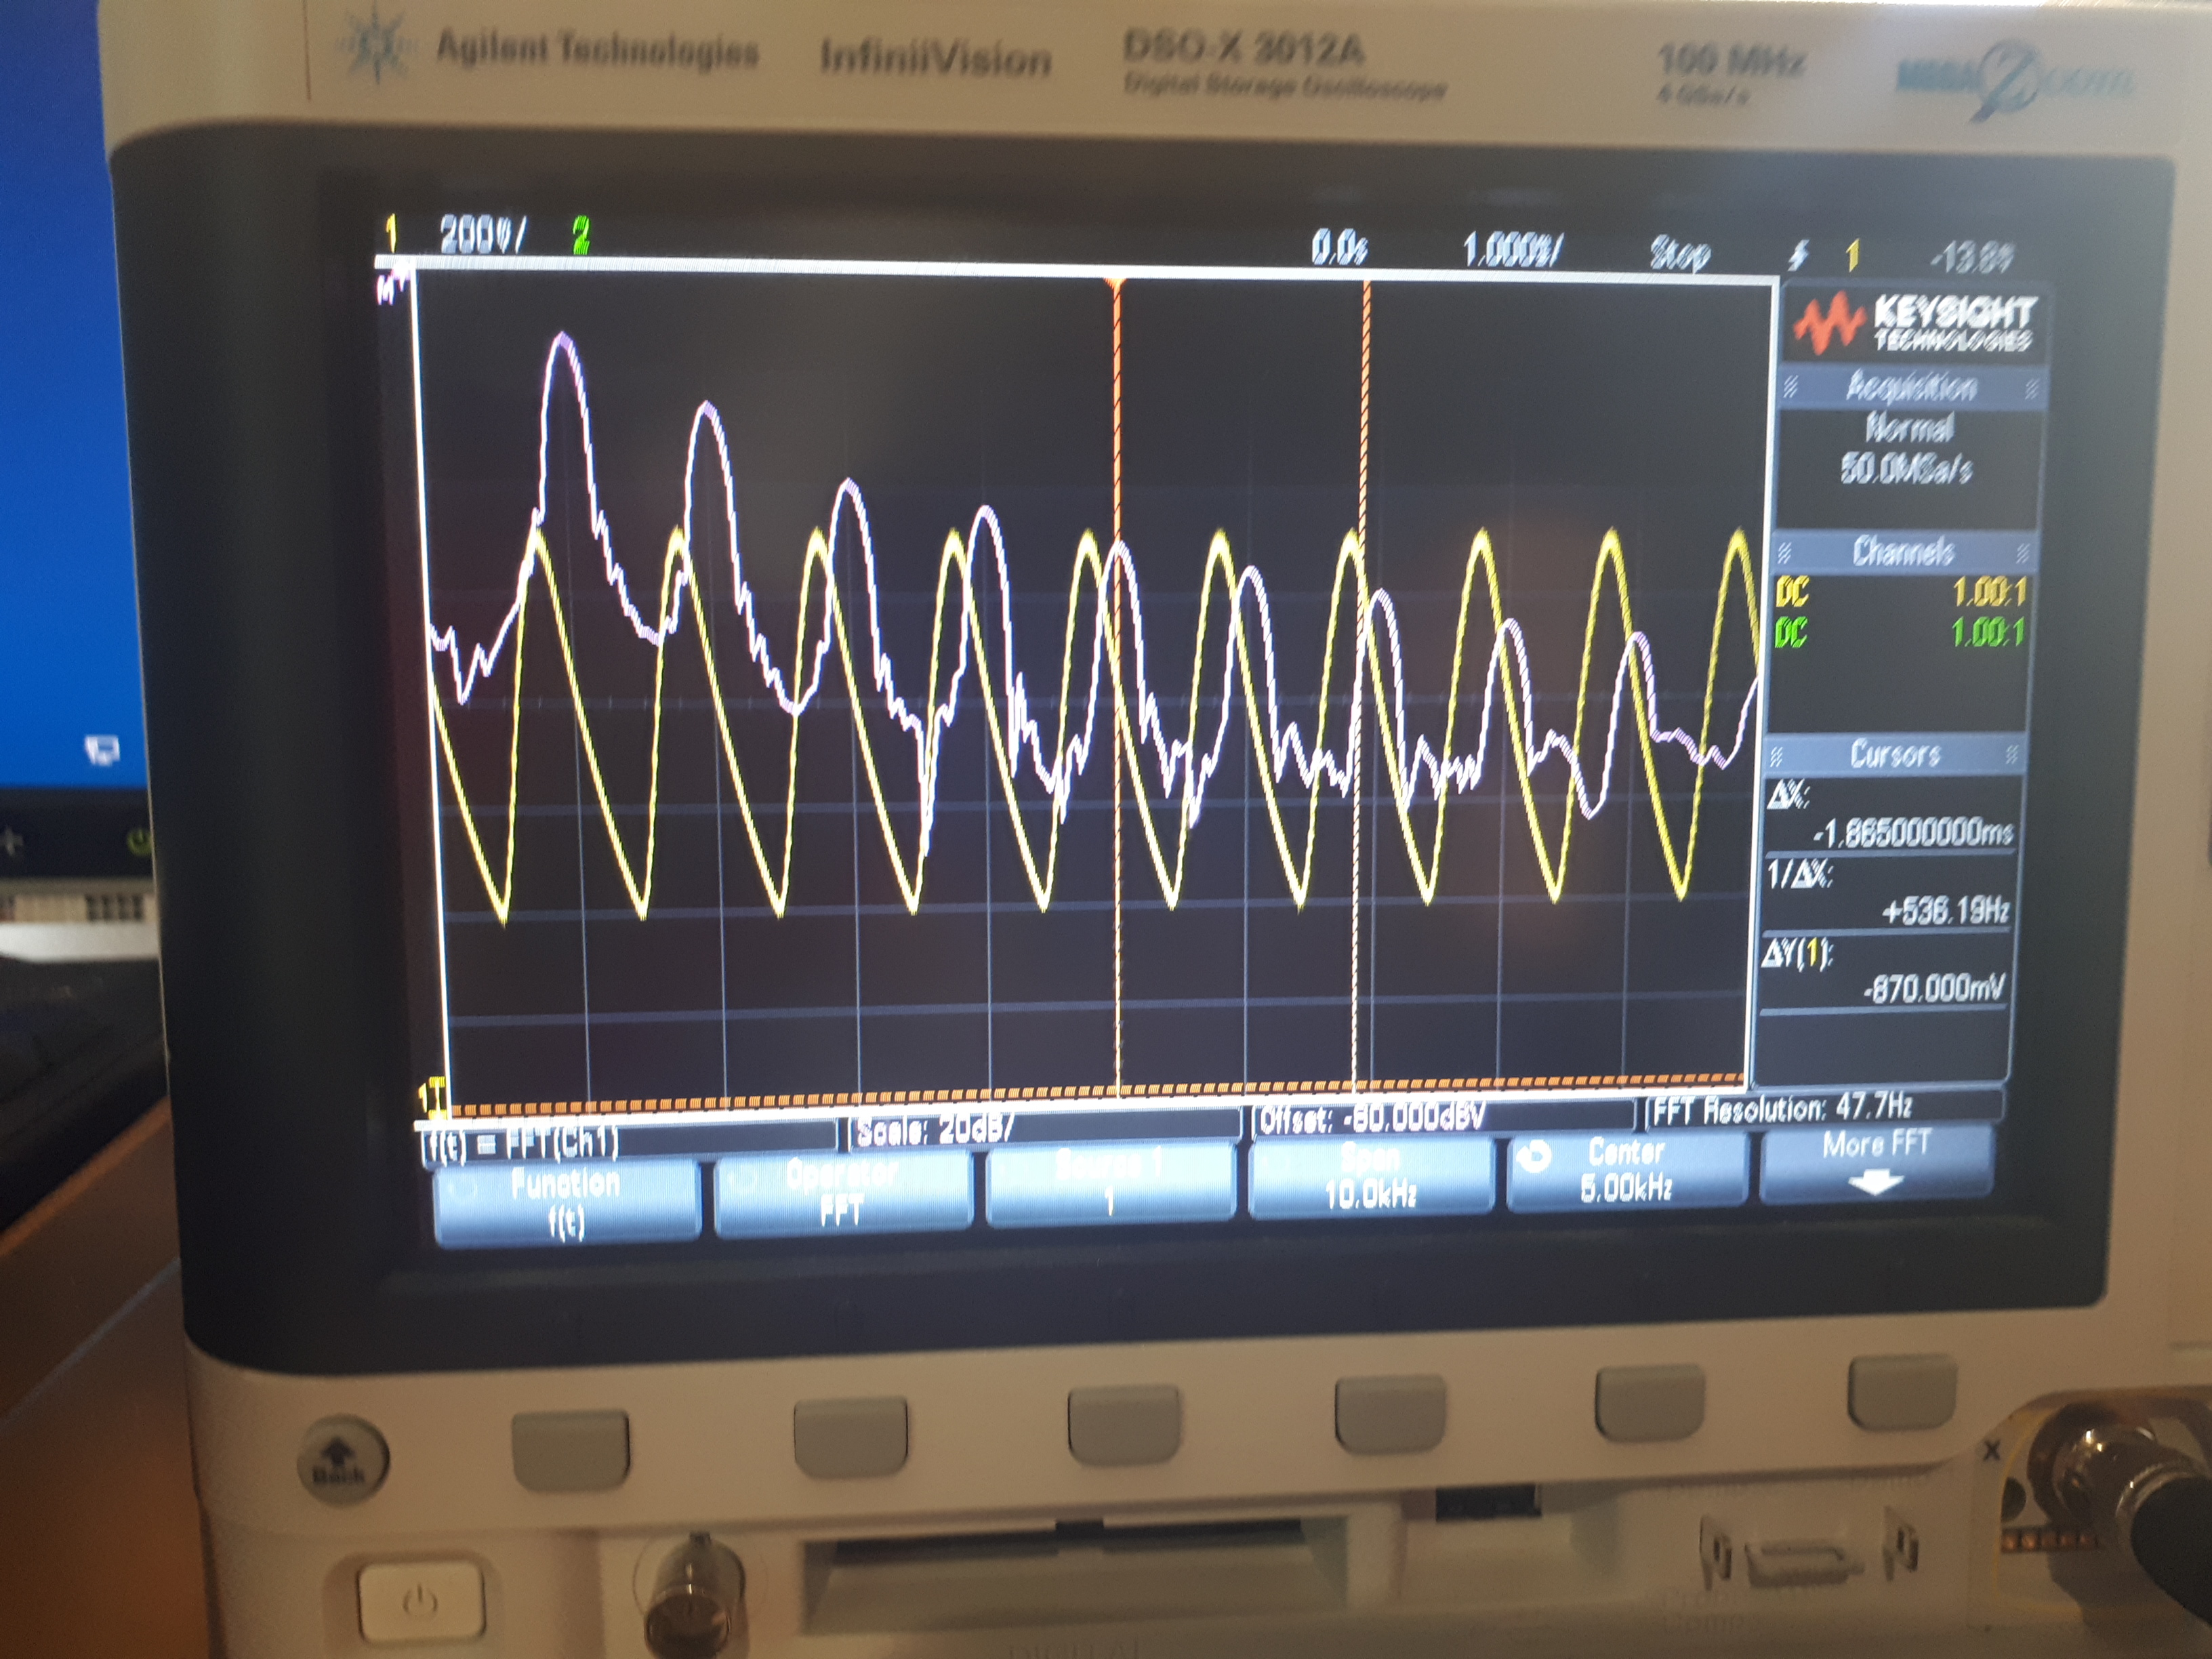 Agilent Technologies InfiniiVision DSO-X 3012A 100 MHz
Digital Storage Oscilloscope 4 GSa/s
1 200V/ 2 0.0s 1.000ms/ Stop 1 -13.8V
KEYSIGHT
TECHNOLOGIES
Acquisition
Normal
50.0MSa/s
Channels
DC 1.00:1
DC 1.00:1
Cursors
ΔX:
-1.865000000ms
1/ΔX:
+536.19Hz
ΔY(1):
-870.000mV
f(t) = FFT(Ch1) Scale: 20dB/ Offset: -60.000dBV FFT Resolution: 47.7Hz
Function Operator Source 1 Span Center More FFT
f(t) FFT 1 10.0kHz 5.00kHz
Back